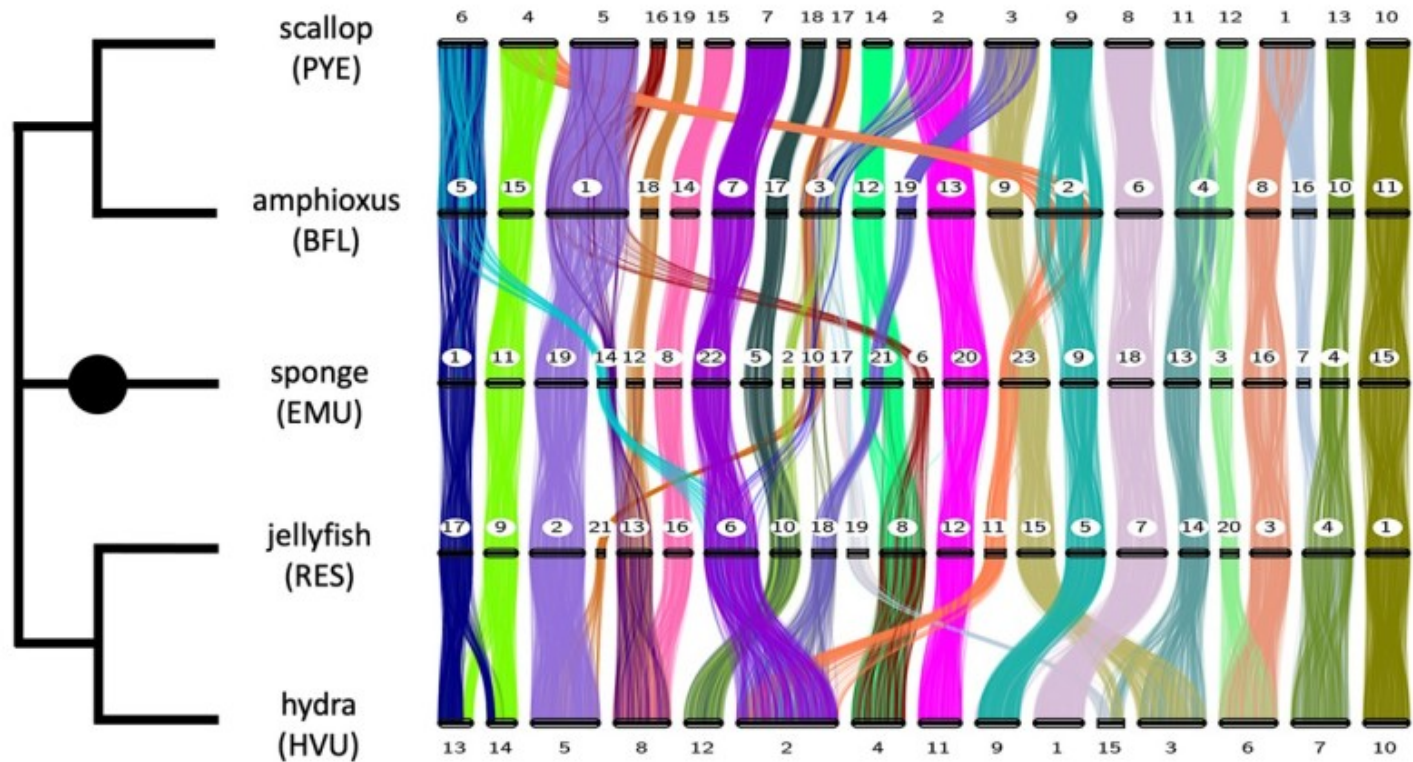 6 4 5 16 19 15 7 18 17 14 2 3 9 8 11 12 1 13 10
scallop
(PYE)
5 15 1 18 14 7 17 3 12 19 13 9 2 6 4 8 16 10 11
amphioxus
(BFL)
1 11 19 14 12 8 22 5 2 10 17 21 6 20 23 9 18 13 3 16 7 4 15
sponge
(EMU)
17 9 2 21 13 16 6 10 18 19 8 12 11 15 5 7 14 20 3 4 1
jellyfish
(RES)
hydra
(HVU)
13 14 5 8 12 2 4 11 9 1 15 3 6 7 10